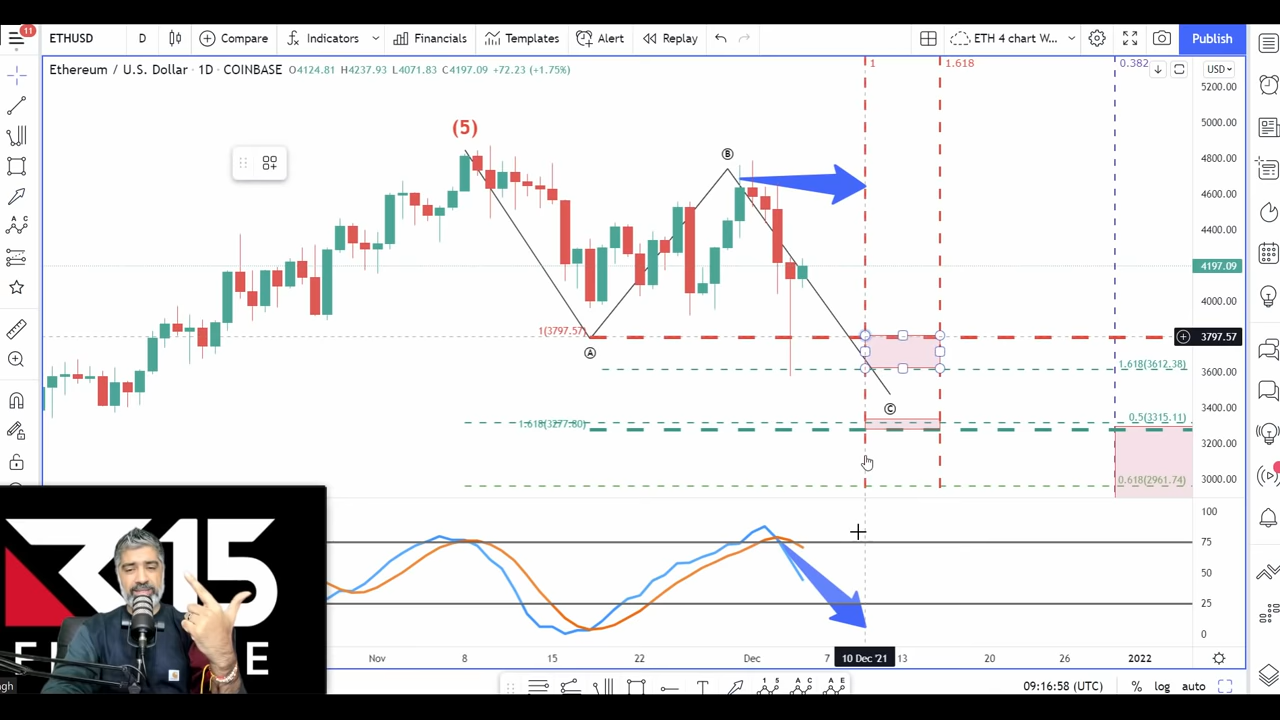 11
ETHUSD
D
Compare
Indicators
Financials
Templates
Alert
Replay
ETH 4 chart W...
Publish
Ethereum / U.S. Dollar · 1D · COINBASE O4124.81 H4237.93 L4071.83 C4197.09 +72.23 (+1.75%)
1
1.618
0.382
USD
5200.00
5000.00
4800.00
4600.00
4400.00
4197.09
4000.00
3797.57
3600.00
3400.00
3200.00
3000.00
(5)
B
1(3797.57)
A
1.618(3612.38)
C
0.5(3315.11)
1.618(3277.80)
0.618(2961.74)
100
75
50
25
0
315
Nov
8
15
22
Dec
7
10 Dec '21
13
20
26
2022
09:16:58 (UTC)
%
log
auto